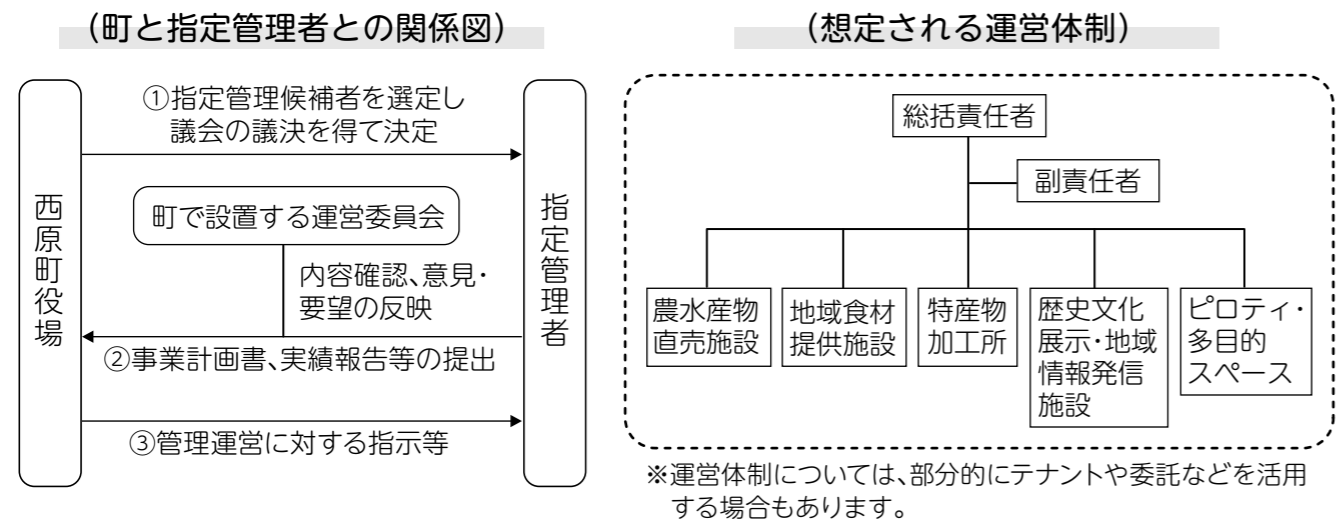 (町と指定管理者との関係図)
西原町役場
①指定管理候補者を選定し
議会の議決を得て決定
町で設置する運営委員会
内容確認、意見・
要望の反映
②事業計画書、実績報告等の提出
③管理運営に対する指示等
指定管理者
(想定される運営体制)
総括責任者
副責任者
農水産物
直売施設
地域食材
提供施設
特産物
加工所
歴史文化
展示・地域
情報発信
施設
ピロティ・
多目的
スペース
※運営体制については、部分的にテナントや委託などを活用
する場合もあります。